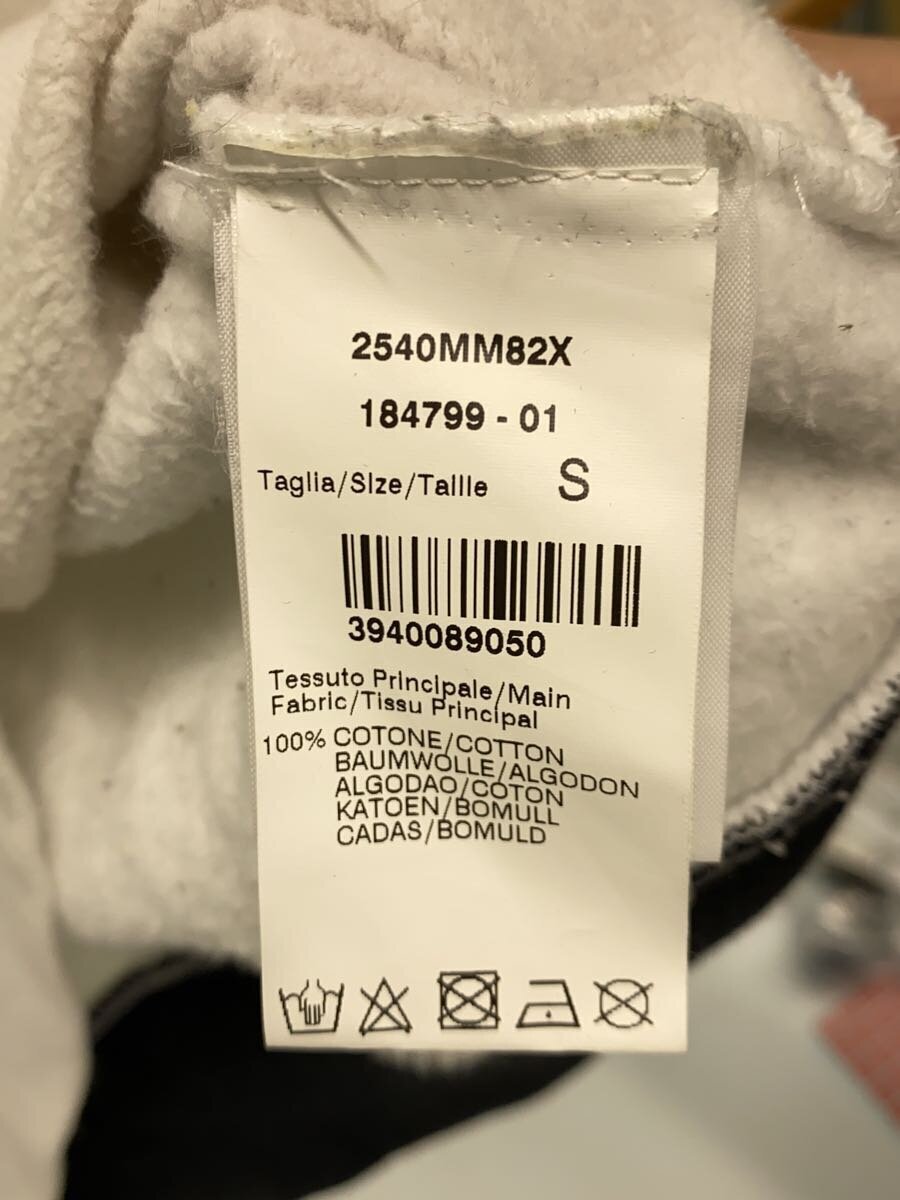 2540MM82X
184799 - 01
Taglia/Size/Taille S
3940089050
Tessuto Principale/Main
Fabric/Tissu Principal
100% COTONE/COTTON
BAUMWOLLE/ALGODON
ALGODAO/COTON
KATOEN/BOMULL
CADAS/BOMULD